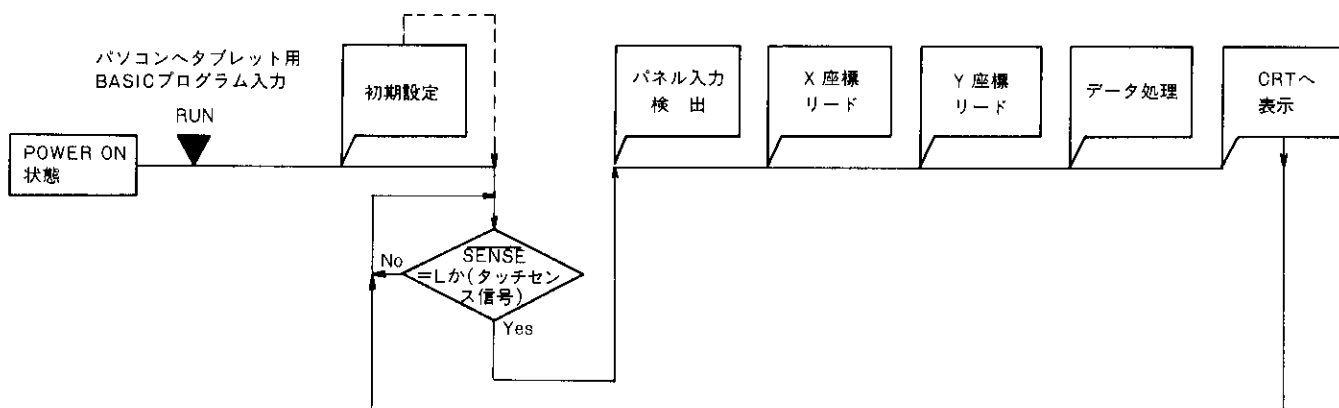 パソコンへタブレット用
BASICプログラム入力
RUN
POWER ON
状態
初期設定
No
SENSE
=Lか(タッチセン
ス信号)
Yes
パネル入力
検 出
X 座標
リード
Y 座標
リード
データ処理
CRTへ
表示